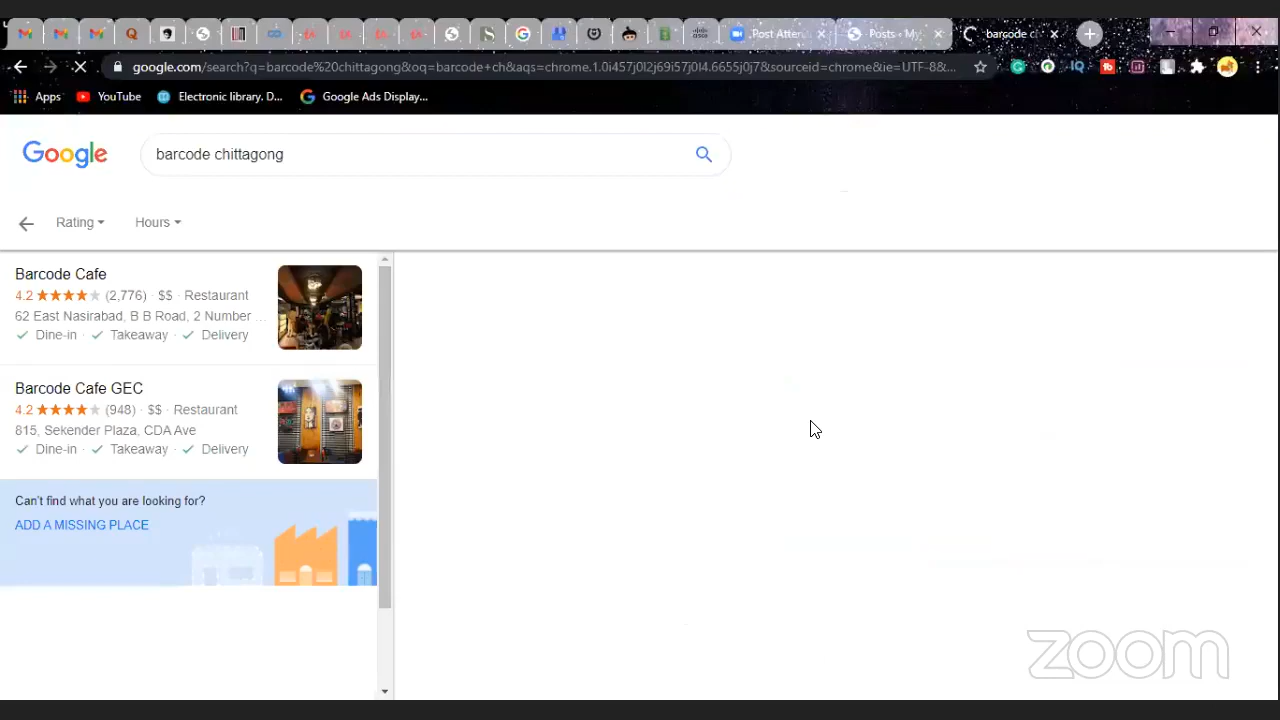 Post Atten
Posts ‹ My
barcode c
google.com/search?q=barcode%20chittagong&oq=barcode+ch&aqs=chrome.1.0i457j0l2j69i57j0l4.6655j0j7&sourceid=chrome&ie=UTF-8&...
Apps
YouTube
Electronic library. D...
Google Ads Display...
Google
barcode chittagong
Rating
Hours
Barcode Cafe
4.2 (2,776) · $$ · Restaurant
62 East Nasirabad, B B Road, 2 Number ...
Dine-in · Takeaway · Delivery
Barcode Cafe GEC
4.2 (948) · $$ · Restaurant
815, Sekender Plaza, CDA Ave
Dine-in · Takeaway · Delivery
Can't find what you are looking for?
ADD A MISSING PLACE
zoom